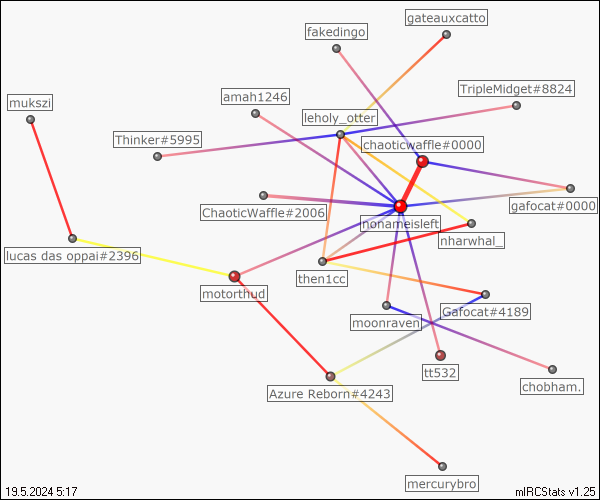 gateauxcatto
fakedingo
TripleMidget#8824
amah1246
mukszi
leholy_otter
Thinker#5995
chaoticwaffle#0000
gafocat#0000
ChaoticWaffle#2006
nonameisleft
nharwhal_
lucas das oppai#2396
then1cc
motorthud
Gafocat#4189
moonraven
tt532
chobham.
Azure Reborn#4243
mercurybro
19.5.2024 5:17
mIRCStats v1.25